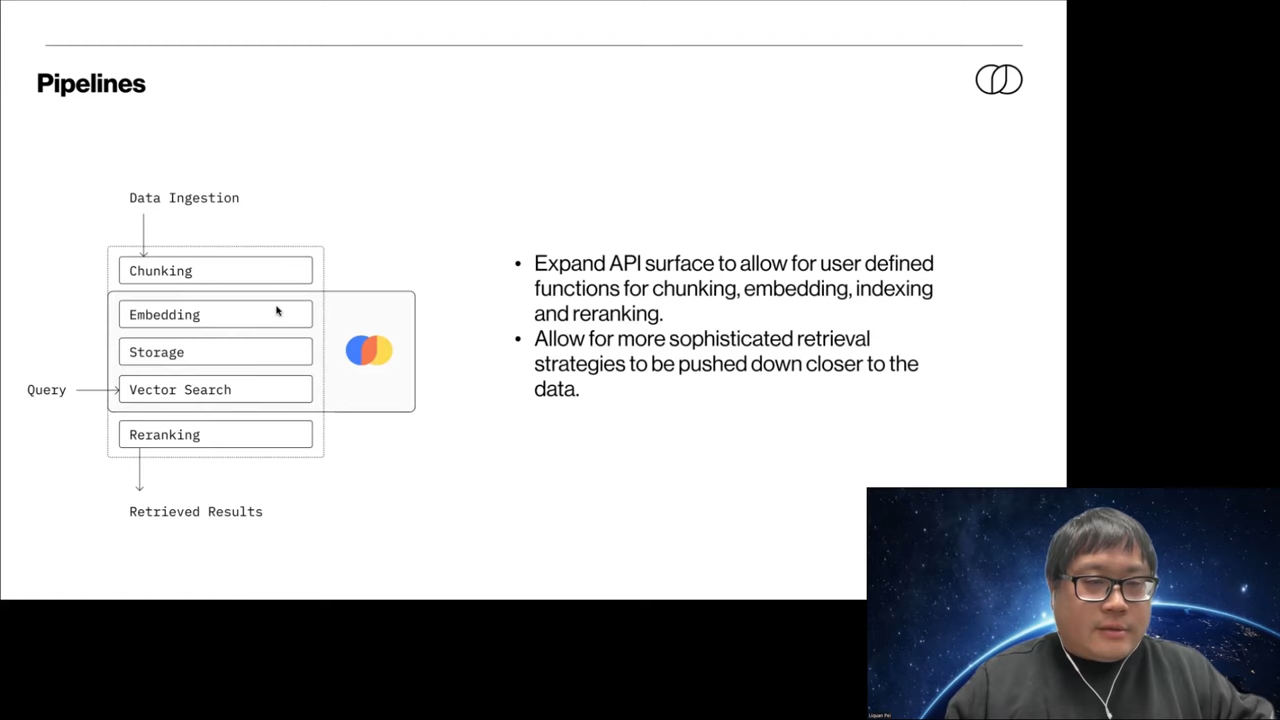 Pipelines
Data Ingestion
Chunking
Embedding
Storage
Query
Vector Search
Reranking
Retrieved Results
• Expand API surface to allow for user defined
functions for chunking, embedding, indexing
and reranking.
• Allow for more sophisticated retrieval
strategies to be pushed down closer to the
data.
Liquan Pei